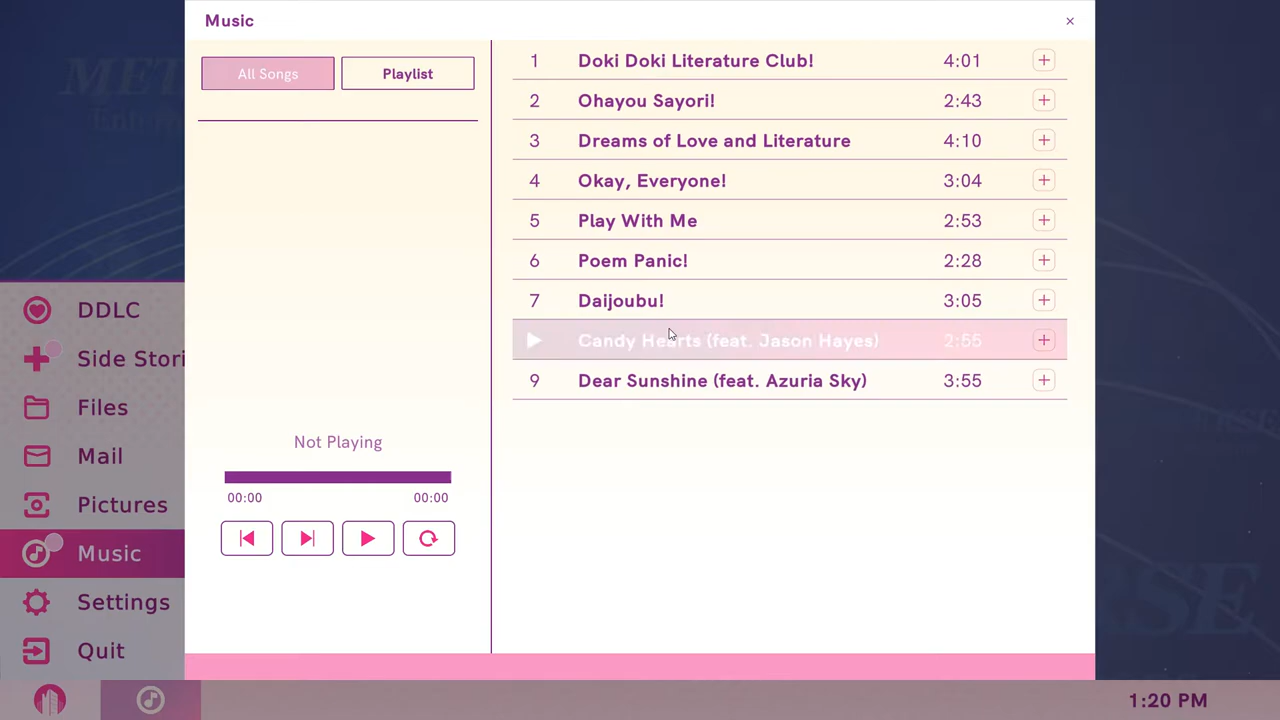 Music
×
All Songs
Playlist
1 Doki Doki Literature Club! 4:01 +
2 Ohayou Sayori! 2:43 +
3 Dreams of Love and Literature 4:10 +
4 Okay, Everyone! 3:04 +
5 Play With Me 2:53 +
6 Poem Panic! 2:28 +
7 Daijoubu! 3:05 +
Candy Hearts (feat. Jason Hayes) 2:55 +
9 Dear Sunshine (feat. Azuria Sky) 3:55 +
Not Playing
00:00 00:00
DDLC
Side Stori
Files
Mail
Pictures
Music
Settings
Quit
1:20 PM